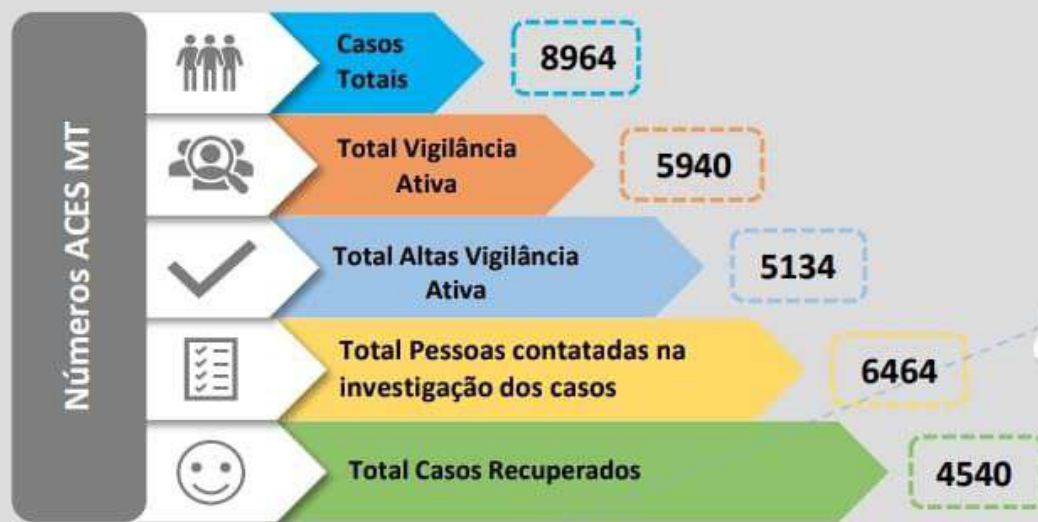 Números ACES MT
Casos
Totais
8964
Total Vigilância
Ativa
5940
Total Altas Vigilância
Ativa
5134
Total Pessoas contatadas na
investigação dos casos
6464
Total Casos Recuperados
4540